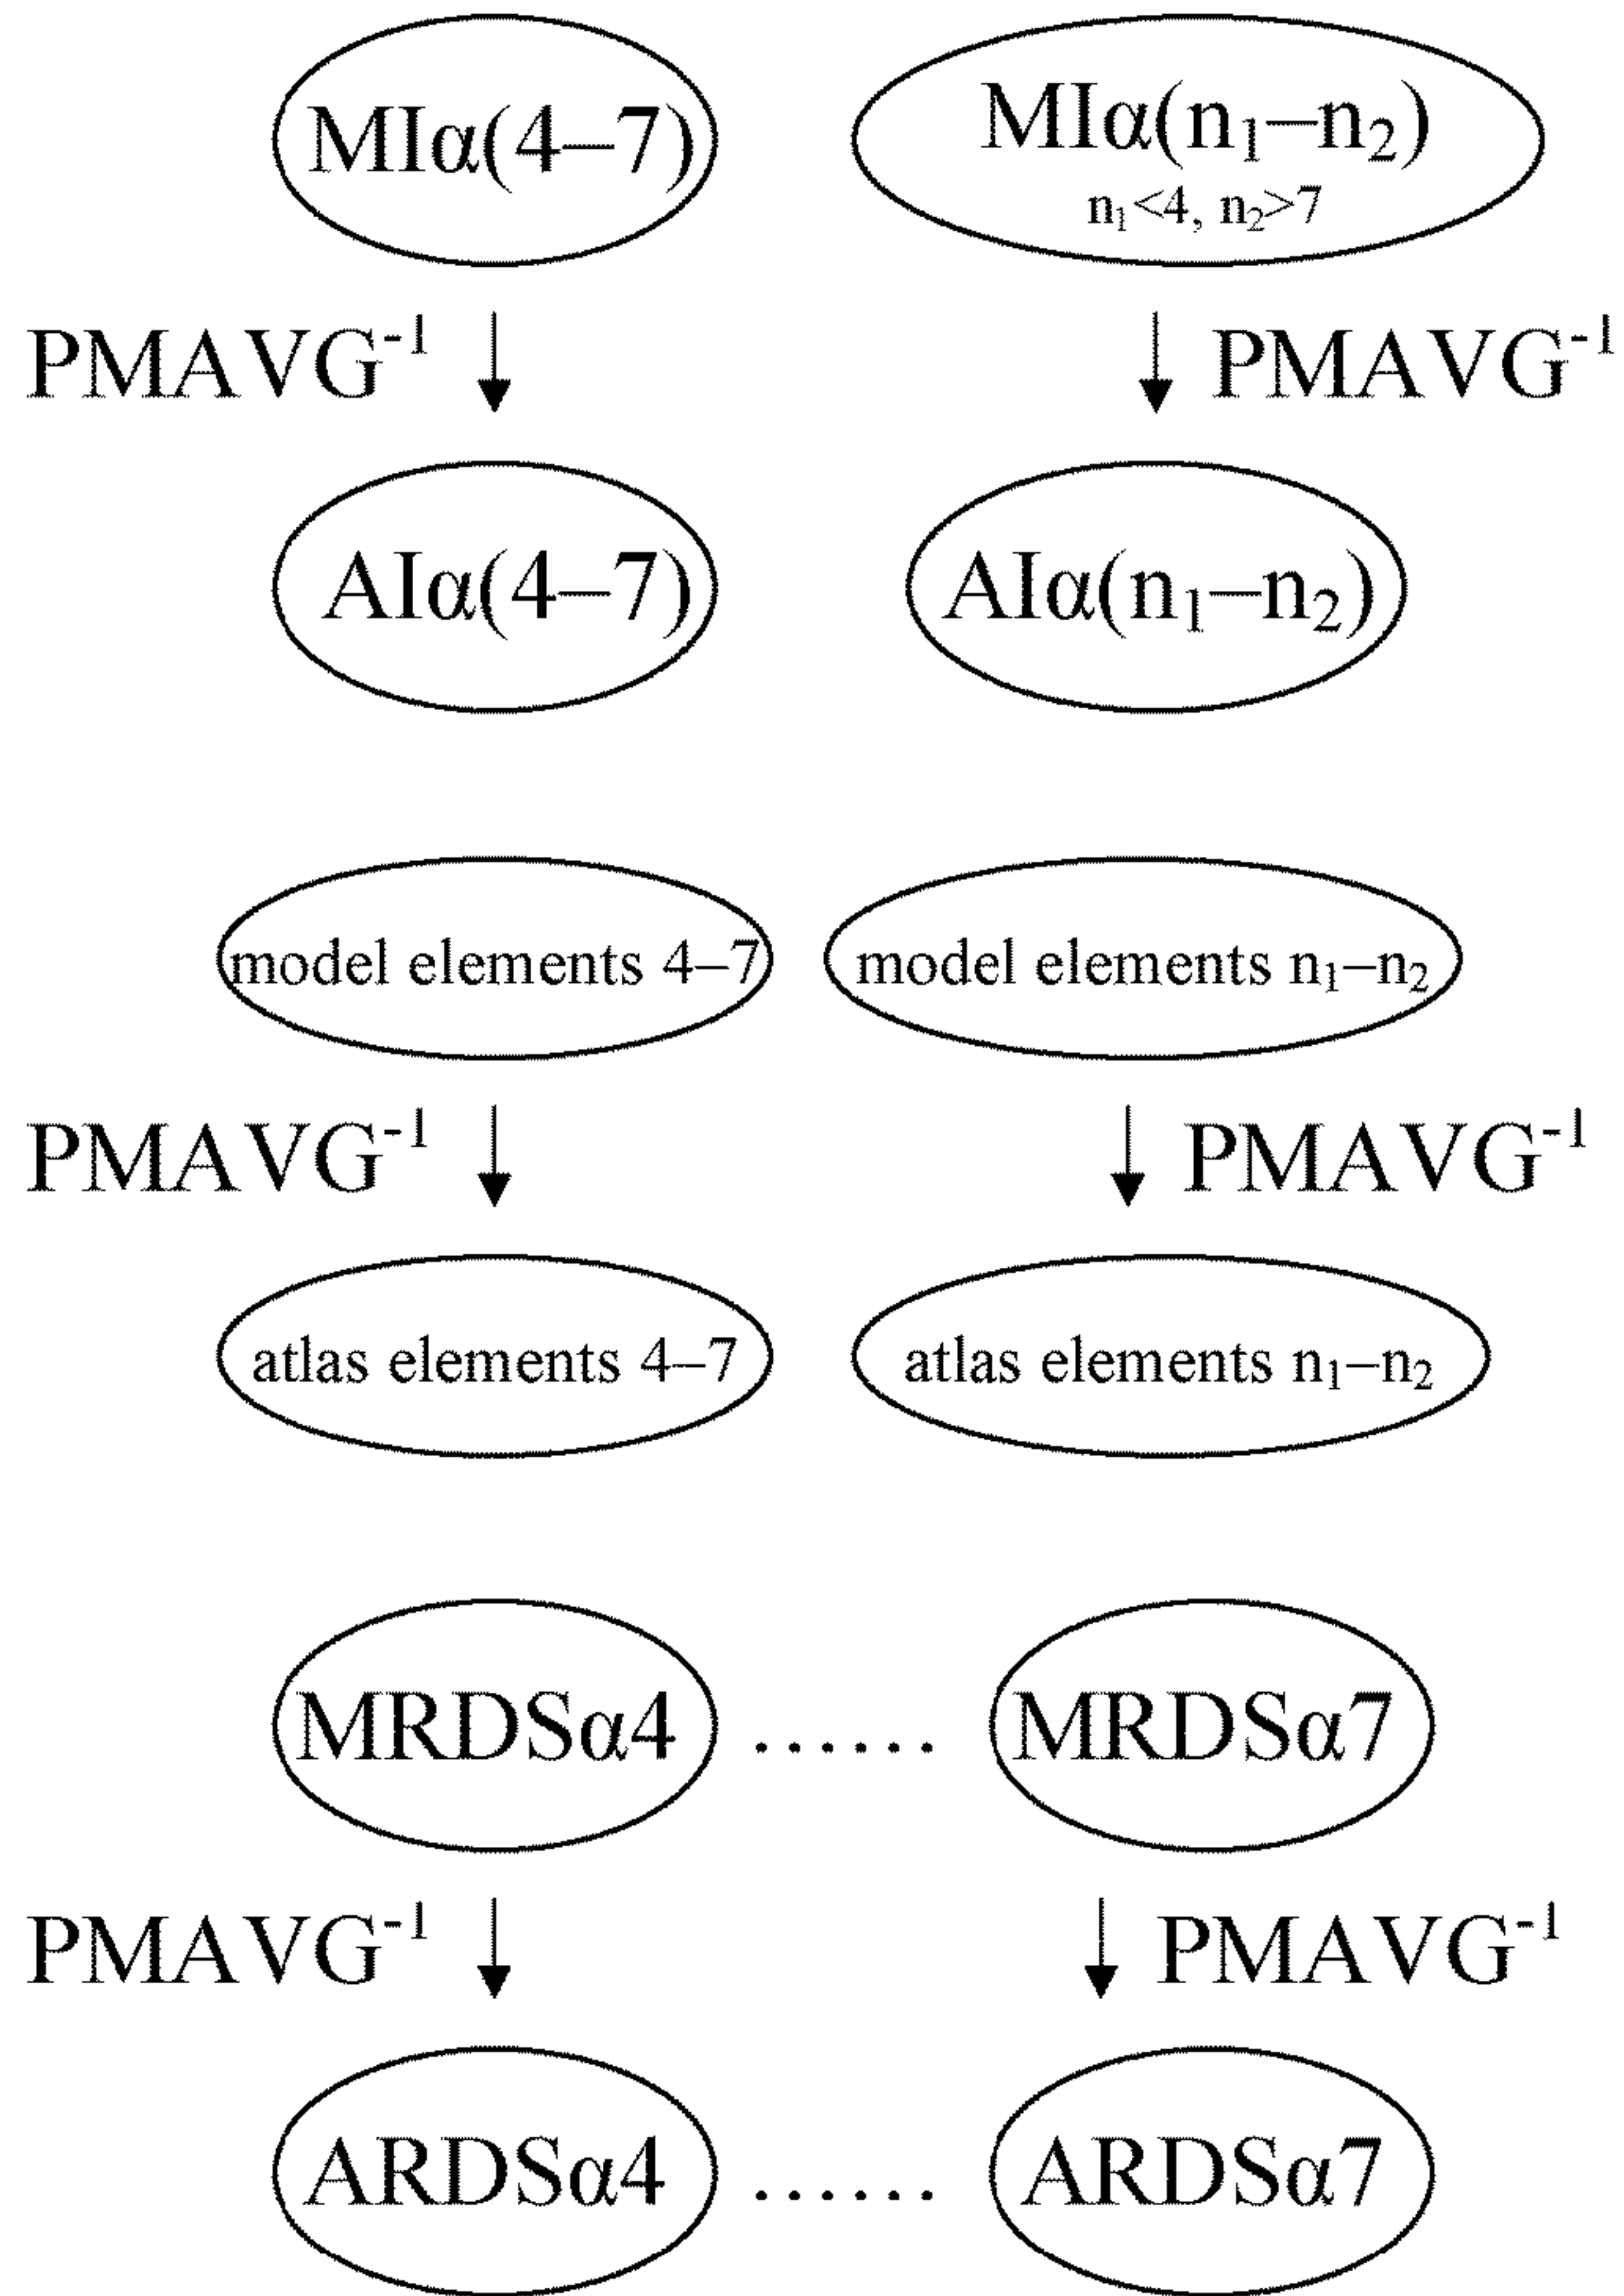 MIα(4–7) MIα(n₁–n₂)
n₁<4, n₂>7
PMAVG⁻¹ PMAVG⁻¹
AIα(4–7) AIα(n₁–n₂)
model elements 4–7 model elements n₁–n₂
PMAVG⁻¹ PMAVG⁻¹
atlas elements 4–7 atlas elements n₁–n₂
MRDSα4 ...... MRDSα7
PMAVG⁻¹ PMAVG⁻¹
ARDSα4 ...... ARDSα7